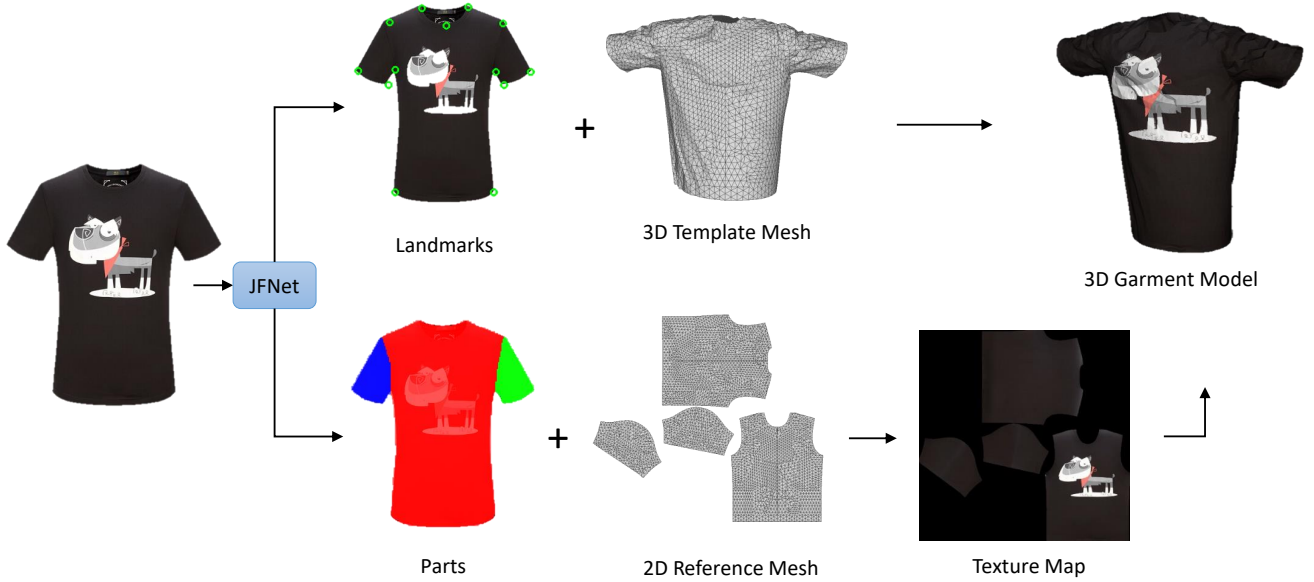 Landmarks
+
3D Template Mesh
3D Garment Model
JFNet
Parts
+
2D Reference Mesh
Texture Map